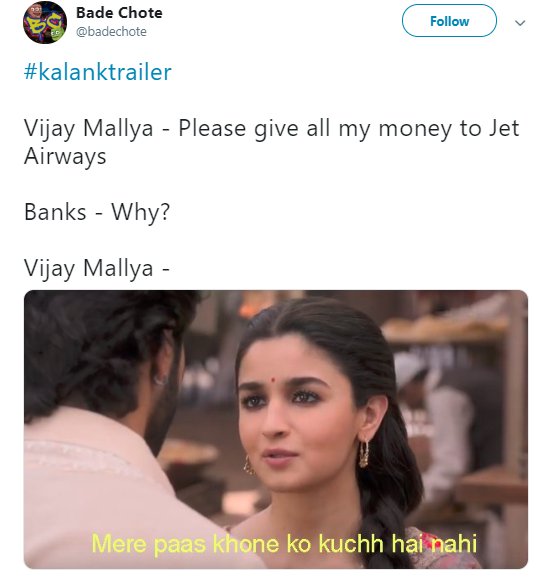 Bade Chote
@badechote
Follow
#kalanktrailer
Vijay Mallya - Please give all my money to Jet
Airways
Banks - Why?
Vijay Mallya -
Mere paas khone ko kuchh hai nahi